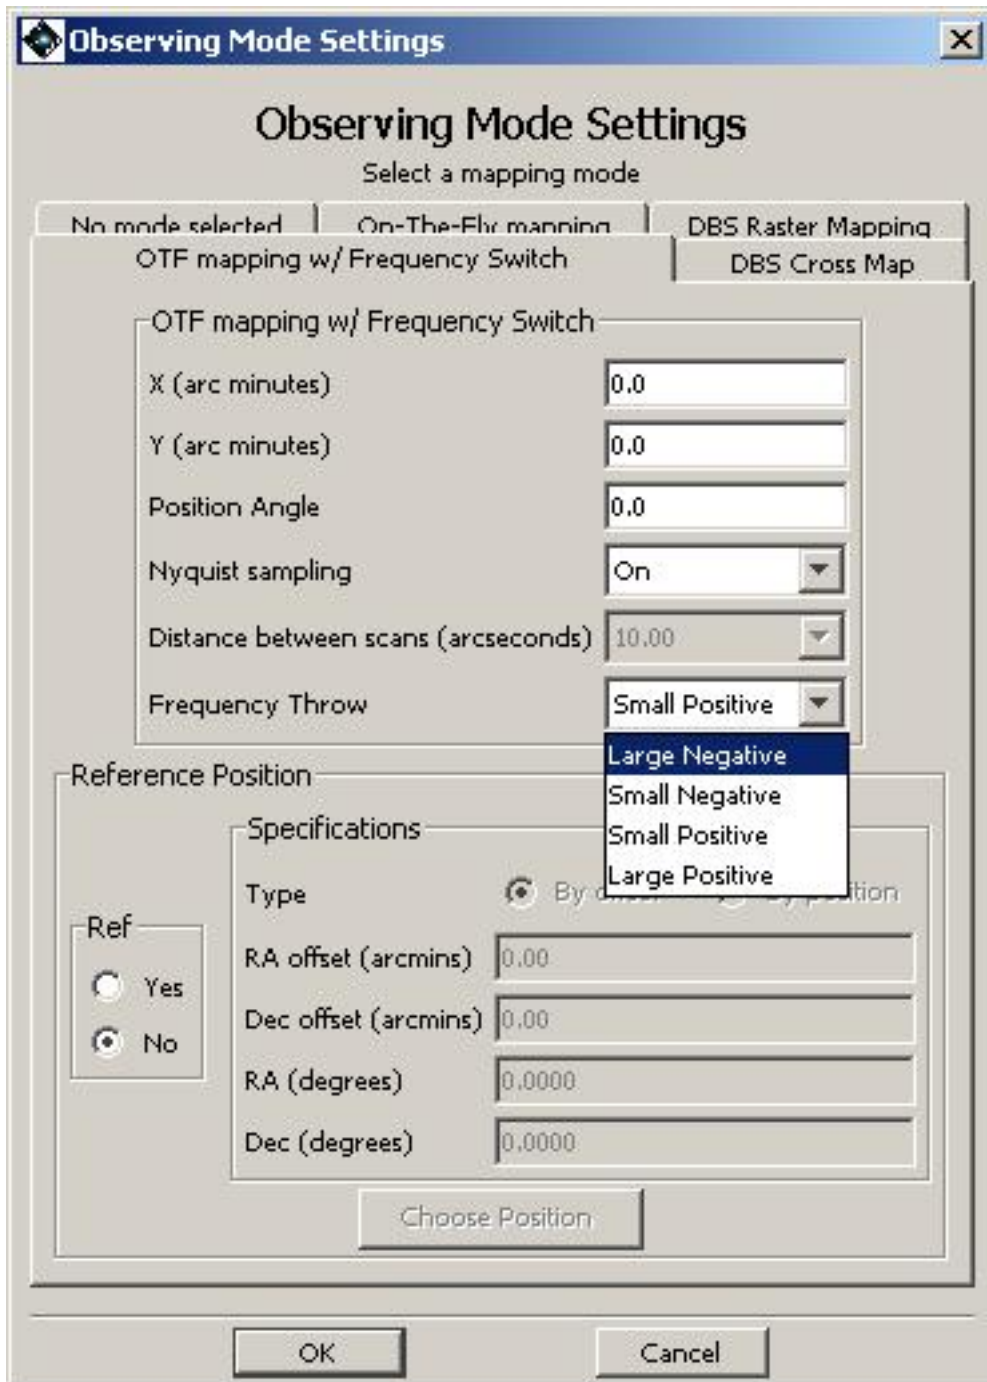 Observing Mode Settings
Observing Mode Settings
Select a mapping mode
No mode selected
On-The-Fly mapping
DBS Raster Mapping
OTF mapping w/ Frequency Switch
DBS Cross Map
OTF mapping w/ Frequency Switch
X (arc minutes) 0.0
Y (arc minutes) 0.0
Position Angle 0.0
Nyquist sampling On
Distance between scans (arcseconds) 10.00
Frequency Throw Small Positive
Large Negative
Small Negative
Small Positive
Large Positive
Reference Position
Specifications
Type By position
Ref
Yes
No
RA offset (arcmins) 0.00
Dec offset (arcmins) 0.00
RA (degrees) 0.0000
Dec (degrees) 0.0000
Choose Position
OK Cancel